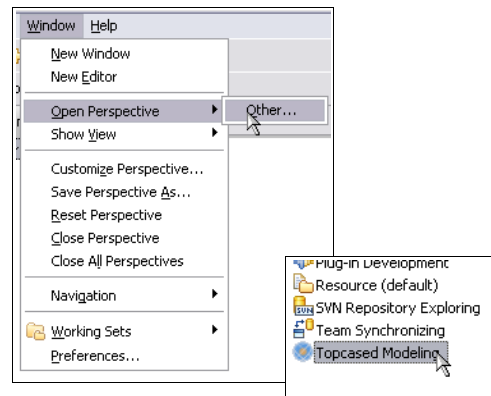 Window Help
New Window
New Editor
Open Perspective
Other...
Show View
Customize Perspective...
Save Perspective As...
Reset Perspective
Close Perspective
Close All Perspectives
Navigation
Working Sets
Preferences...
Plug-in Development
Resource (default)
SVN SVN Repository Exploring
Team Synchronizing
Topcased Modeling